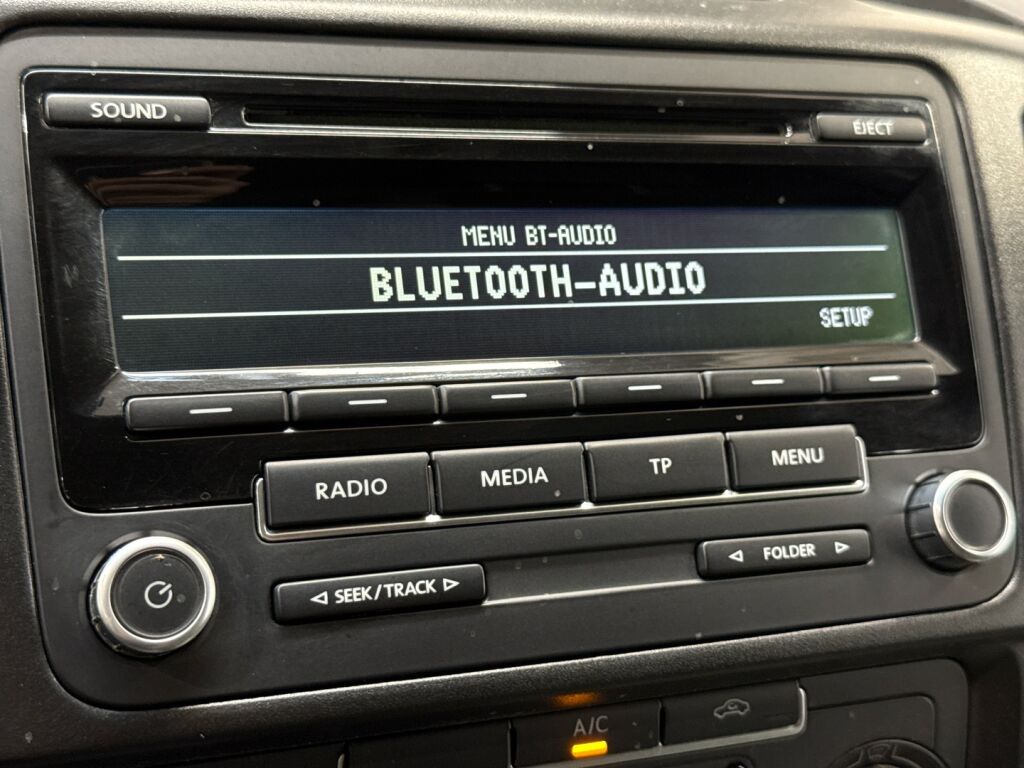 SOUND
EJECT
MENU BT-AUDIO
BLUETOOTH-AUDIO
SETUP
RADIO
MEDIA
TP
MENU
SEEK/TRACK
FOLDER
A/C